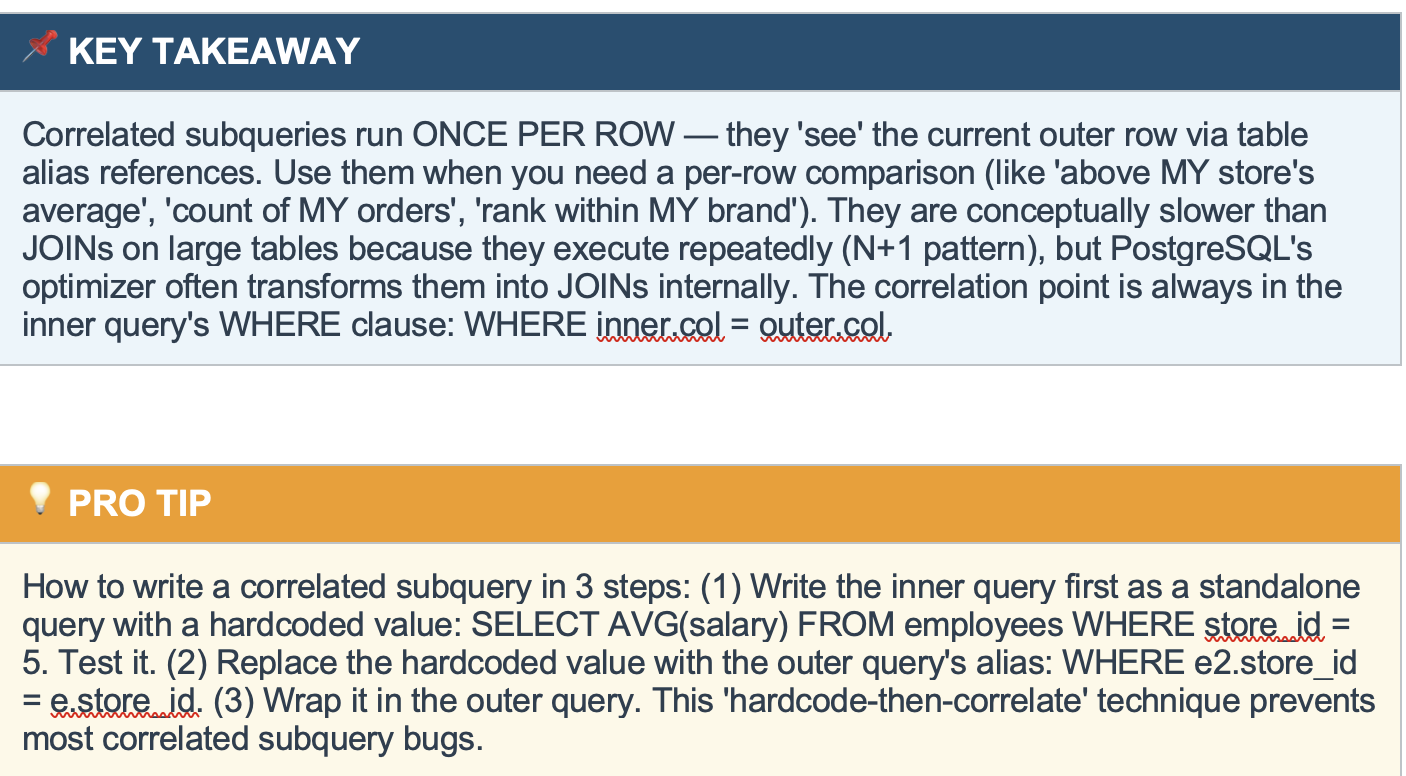 📌 KEY TAKEAWAY
Correlated subqueries run ONCE PER ROW — they 'see' the current outer row via table
alias references. Use them when you need a per-row comparison (like 'above MY store's
average', 'count of MY orders', 'rank within MY brand'). They are conceptually slower than
JOINs on large tables because they execute repeatedly (N+1 pattern), but PostgreSQL's
optimizer often transforms them into JOINs internally. The correlation point is always in the
inner query's WHERE clause: WHERE inner.col = outer.col.
💡 PRO TIP
How to write a correlated subquery in 3 steps: (1) Write the inner query first as a standalone
query with a hardcoded value: SELECT AVG(salary) FROM employees WHERE store_id =
5. Test it. (2) Replace the hardcoded value with the outer query's alias: WHERE e2.store_id
= e.store_id. (3) Wrap it in the outer query. This 'hardcode-then-correlate' technique prevents
most correlated subquery bugs.